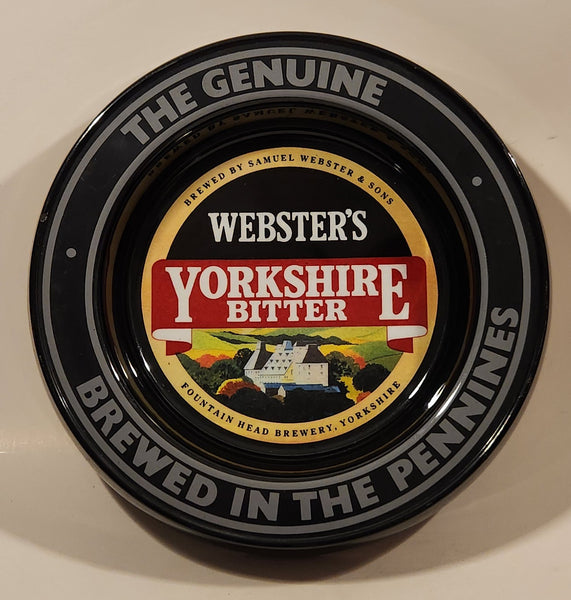 THE GENUINE
BREWED BY SAMUEL WEBSTER & SONS
WEBSTER'S
YORKSHIRE
BITTER
FOUNTAIN HEAD BREWERY, YORKSHIRE
BREWED IN THE PENNINES